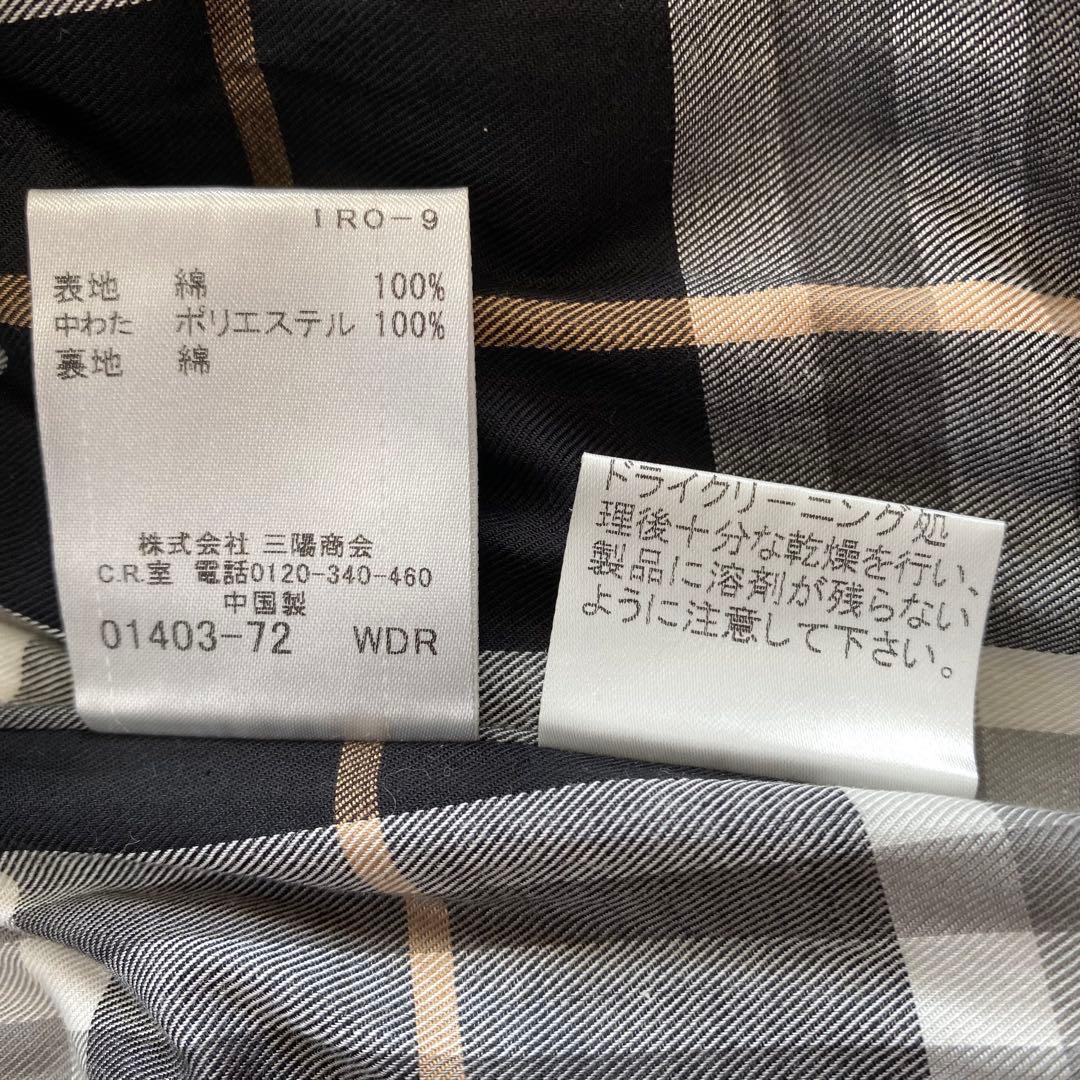 IRO-9
表地 綿 100%
中わた ポリエステル 100%
裏地 綿
株式会社 三陽商会
C.R.室 電話0120-340-460
中国製
01403-72 WDR
ドライクリーニング処
理後十分な乾燥を行い、
製品に溶剤が残らない
ように注意して下さい。